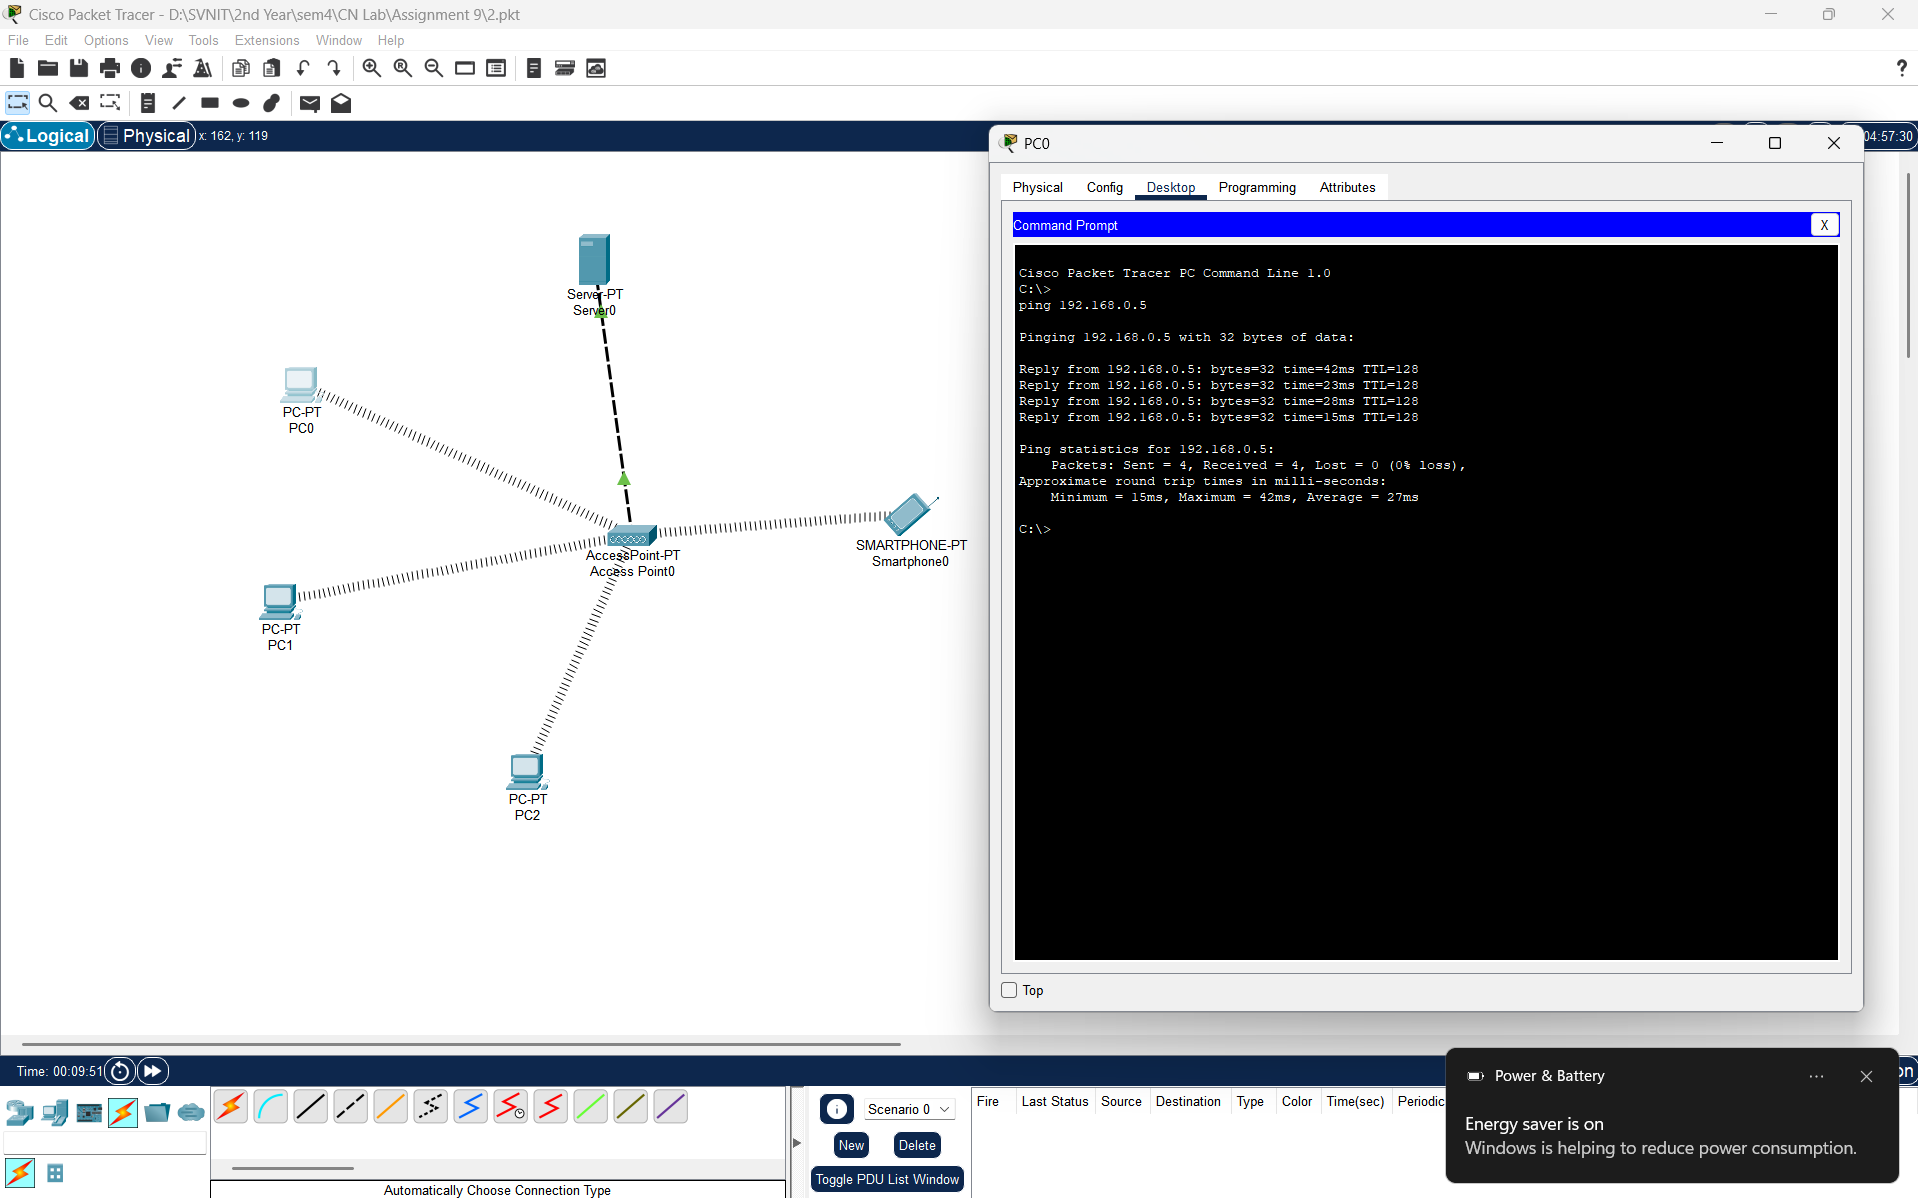 Cisco Packet Tracer - D:\SVNIT\2nd Year\sem4\CN Lab\Assignment 9\2.pkt
File Edit Options View Tools Extensions Window Help
?
Logical Physical x: 162, y: 119
04:57:30
PC0
Physical Config Desktop Programming Attributes
Command Prompt
X
Cisco Packet Tracer PC Command Line 1.0
C:\>
ping 192.168.0.5
Pinging 192.168.0.5 with 32 bytes of data:
Reply from 192.168.0.5: bytes=32 time=42ms TTL=128
Reply from 192.168.0.5: bytes=32 time=23ms TTL=128
Reply from 192.168.0.5: bytes=32 time=28ms TTL=128
Reply from 192.168.0.5: bytes=32 time=15ms TTL=128
Ping statistics for 192.168.0.5:
Packets: Sent = 4, Received = 4, Lost = 0 (0% loss),
Approximate round trip times in milli-seconds:
Minimum = 15ms, Maximum = 42ms, Average = 27ms
C:\>
Top
Server-PT
Server0
PC-PT
PC0
AccessPoint-PT
Access Point0
SMARTPHONE-PT
Smartphone0
PC-PT
PC1
PC-PT
PC2
Time: 00:09:51
Scenario 0
New Delete
Toggle PDU List Window
Fire Last Status Source Destination Type Color Time(sec) Periodic
Automatically Choose Connection Type
Power & Battery
Energy saver is on
Windows is helping to reduce power consumption.